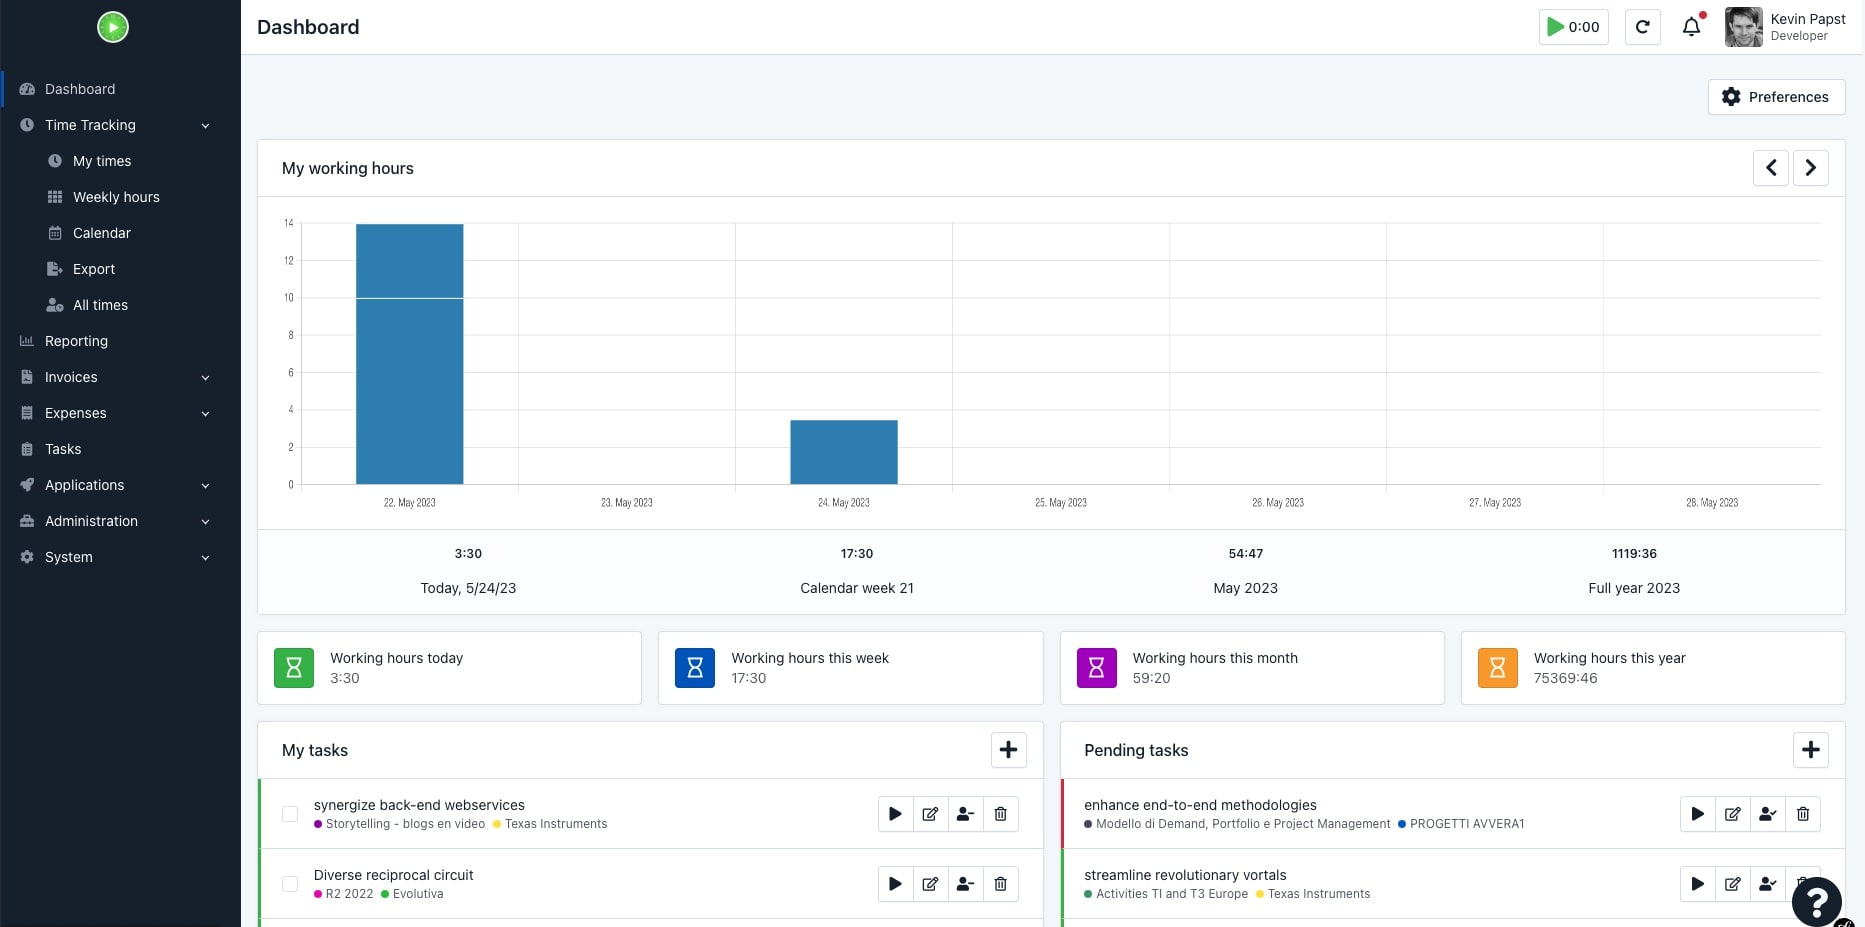 Dashboard
0:00
Kevin Papst
Developer
Dashboard
Time Tracking
My times
Weekly hours
Calendar
Export
All times
Reporting
Invoices
Expenses
Tasks
Applications
Administration
System
Preferences
My working hours
14
12
10
8
6
4
2
0
22. May 2023 23. May 2023 24. May 2023 25. May 2023 26. May 2023 27. May 2023 28. May 2023
3:30 17:30 54:47 1119:36
Today, 5/24/23 Calendar week 21 May 2023 Full year 2023
Working hours today
3:30
Working hours this week
17:30
Working hours this month
59:20
Working hours this year
75369:46
My tasks
synergize back-end webservices
Storytelling - blogs en video Texas Instruments
Diverse reciprocal circuit
R2 2022 Evolutiva
Pending tasks
enhance end-to-end methodologies
Modello di Demand, Portfolio e Project Management PROGETTI AVVERA1
streamline revolutionary vortals
Activities TI and T3 Europe Texas Instruments
?